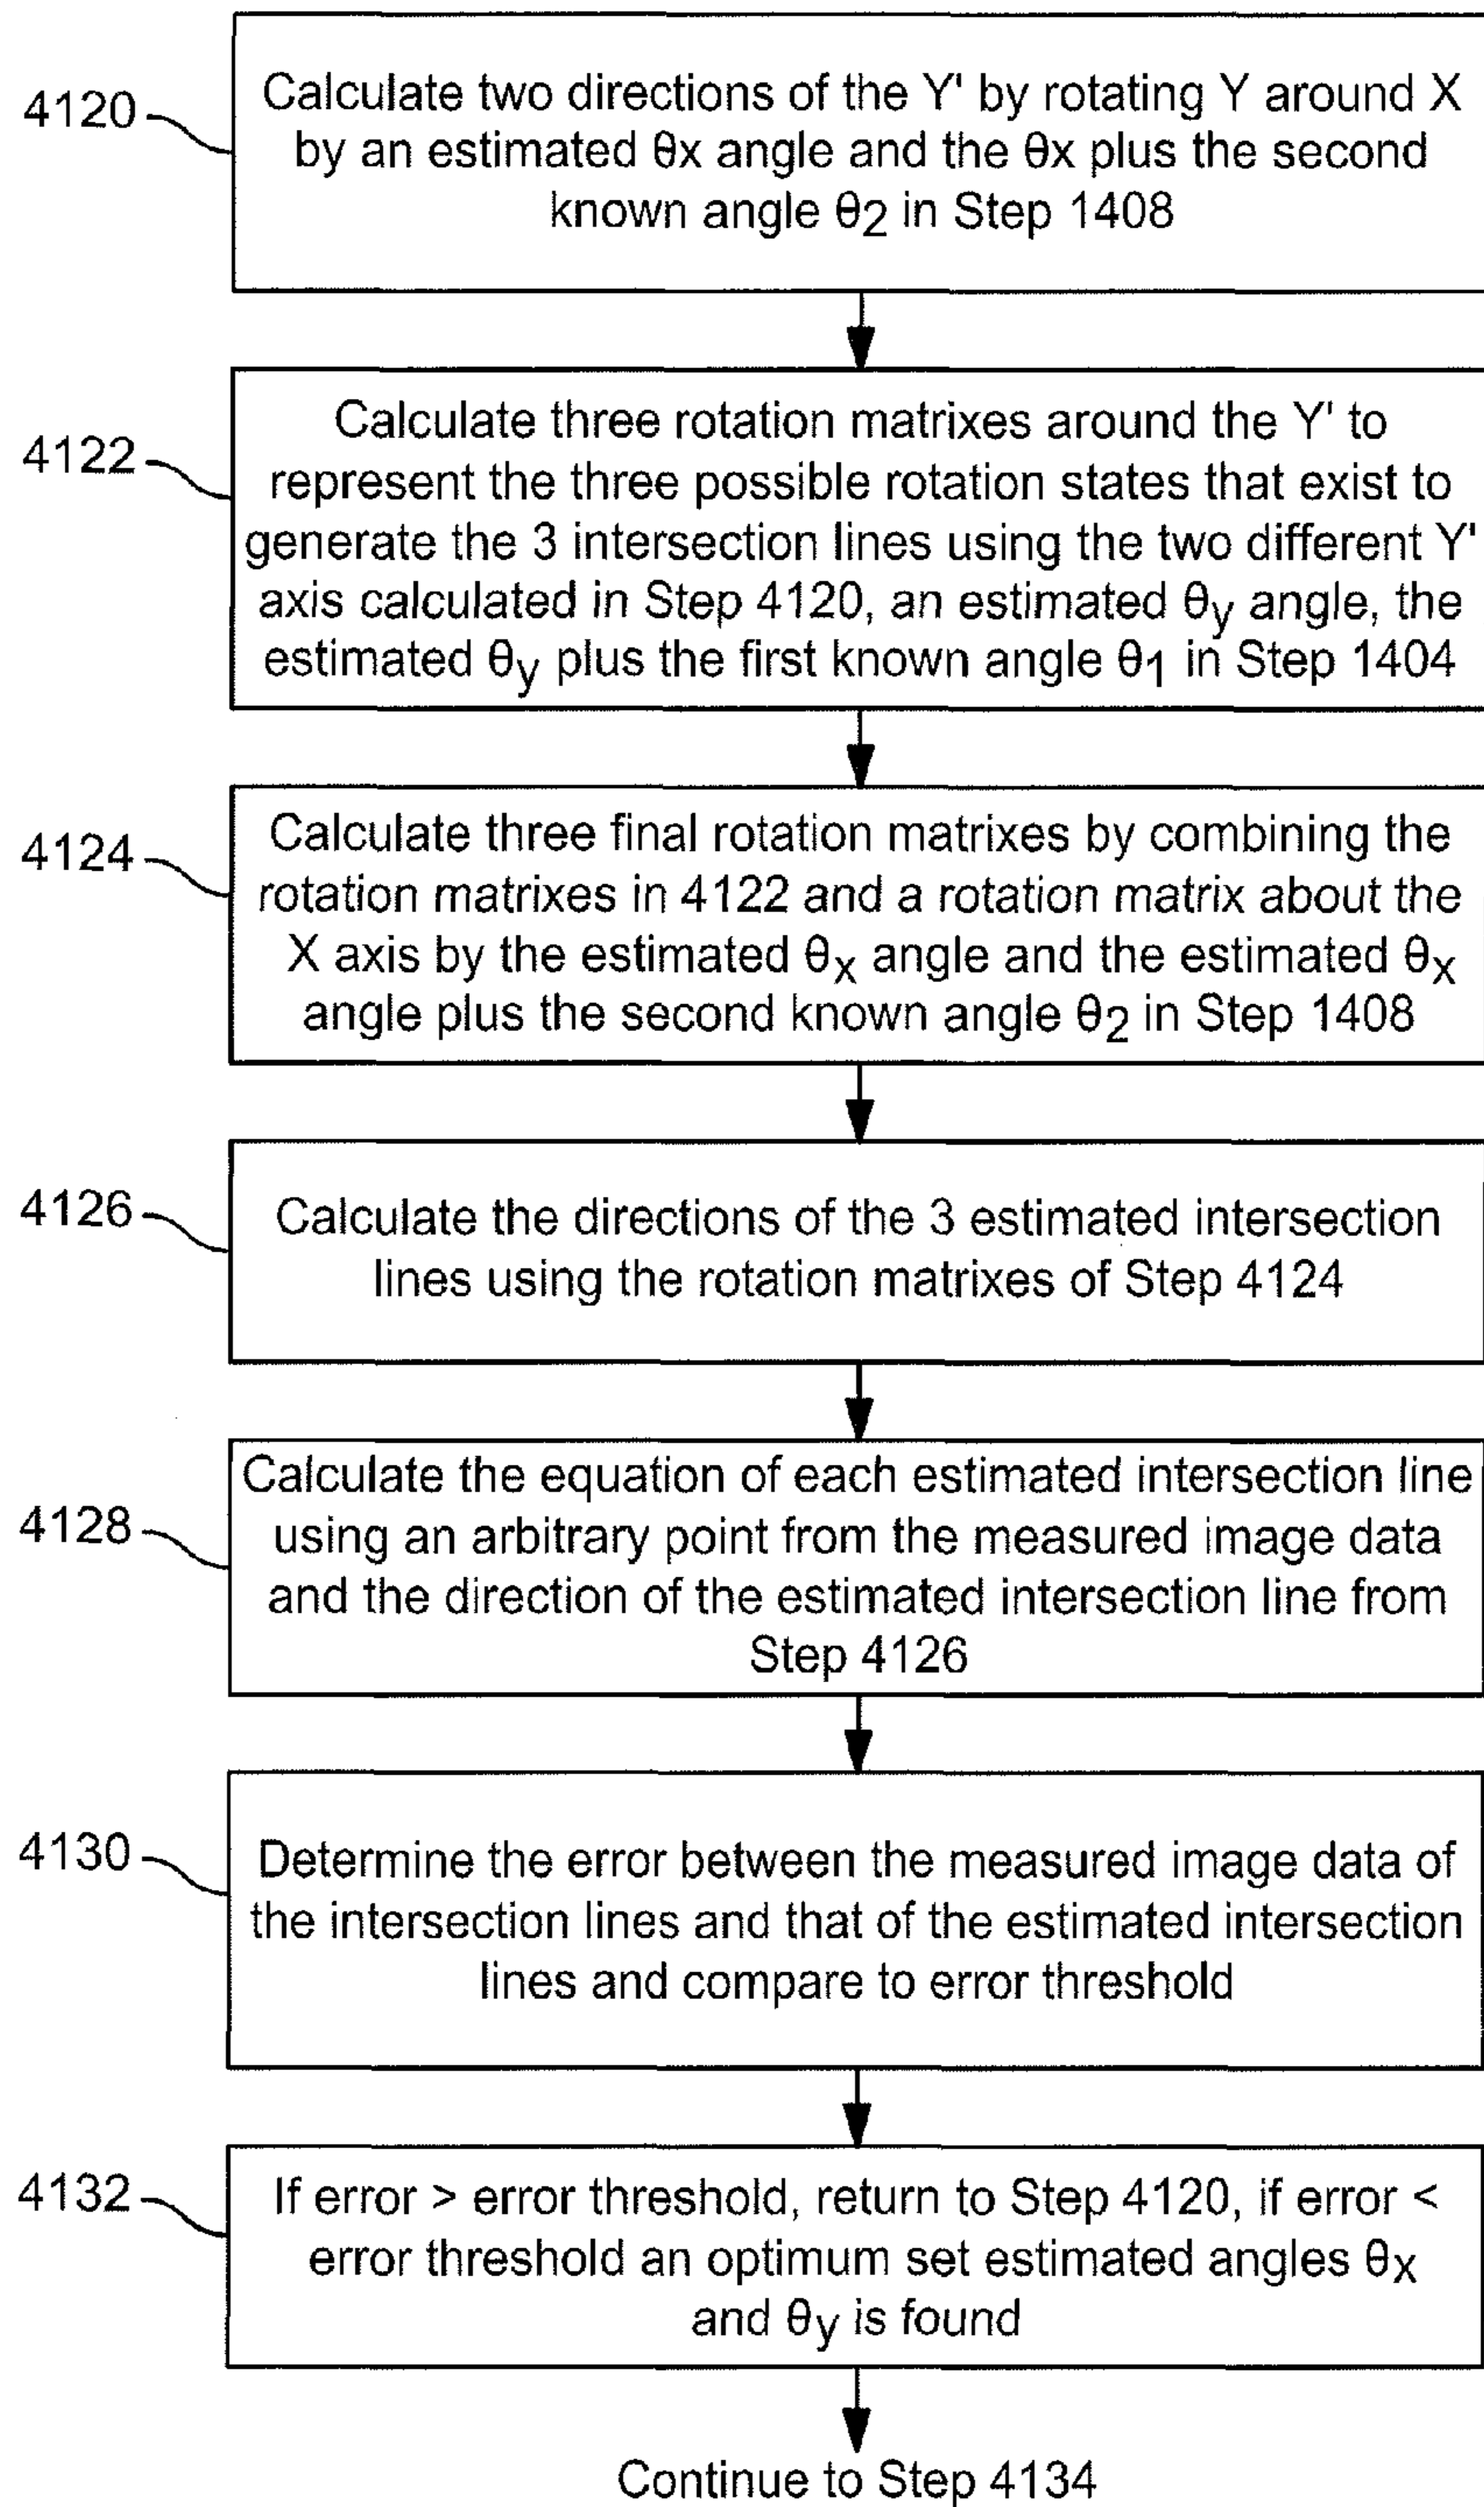 4120
Calculate two directions of the Y' by rotating Y around X
by an estimated θx angle and the θx plus the second
known angle θ2 in Step 1408
4122
Calculate three rotation matrixes around the Y' to
represent the three possible rotation states that exist to
generate the 3 intersection lines using the two different Y'
axis calculated in Step 4120, an estimated θy angle, the
estimated θy plus the first known angle θ1 in Step 1404
4124
Calculate three final rotation matrixes by combining the
rotation matrixes in 4122 and a rotation matrix about the
X axis by the estimated θx angle and the estimated θx
angle plus the second known angle θ2 in Step 1408
4126
Calculate the directions of the 3 estimated intersection
lines using the rotation matrixes of Step 4124
4128
Calculate the equation of each estimated intersection line
using an arbitrary point from the measured image data
and the direction of the estimated intersection line from
Step 4126
4130
Determine the error between the measured image data of
the intersection lines and that of the estimated intersection
lines and compare to error threshold
4132
If error > error threshold, return to Step 4120, if error <
error threshold an optimum set estimated angles θx
and θy is found
Continue to Step 4134